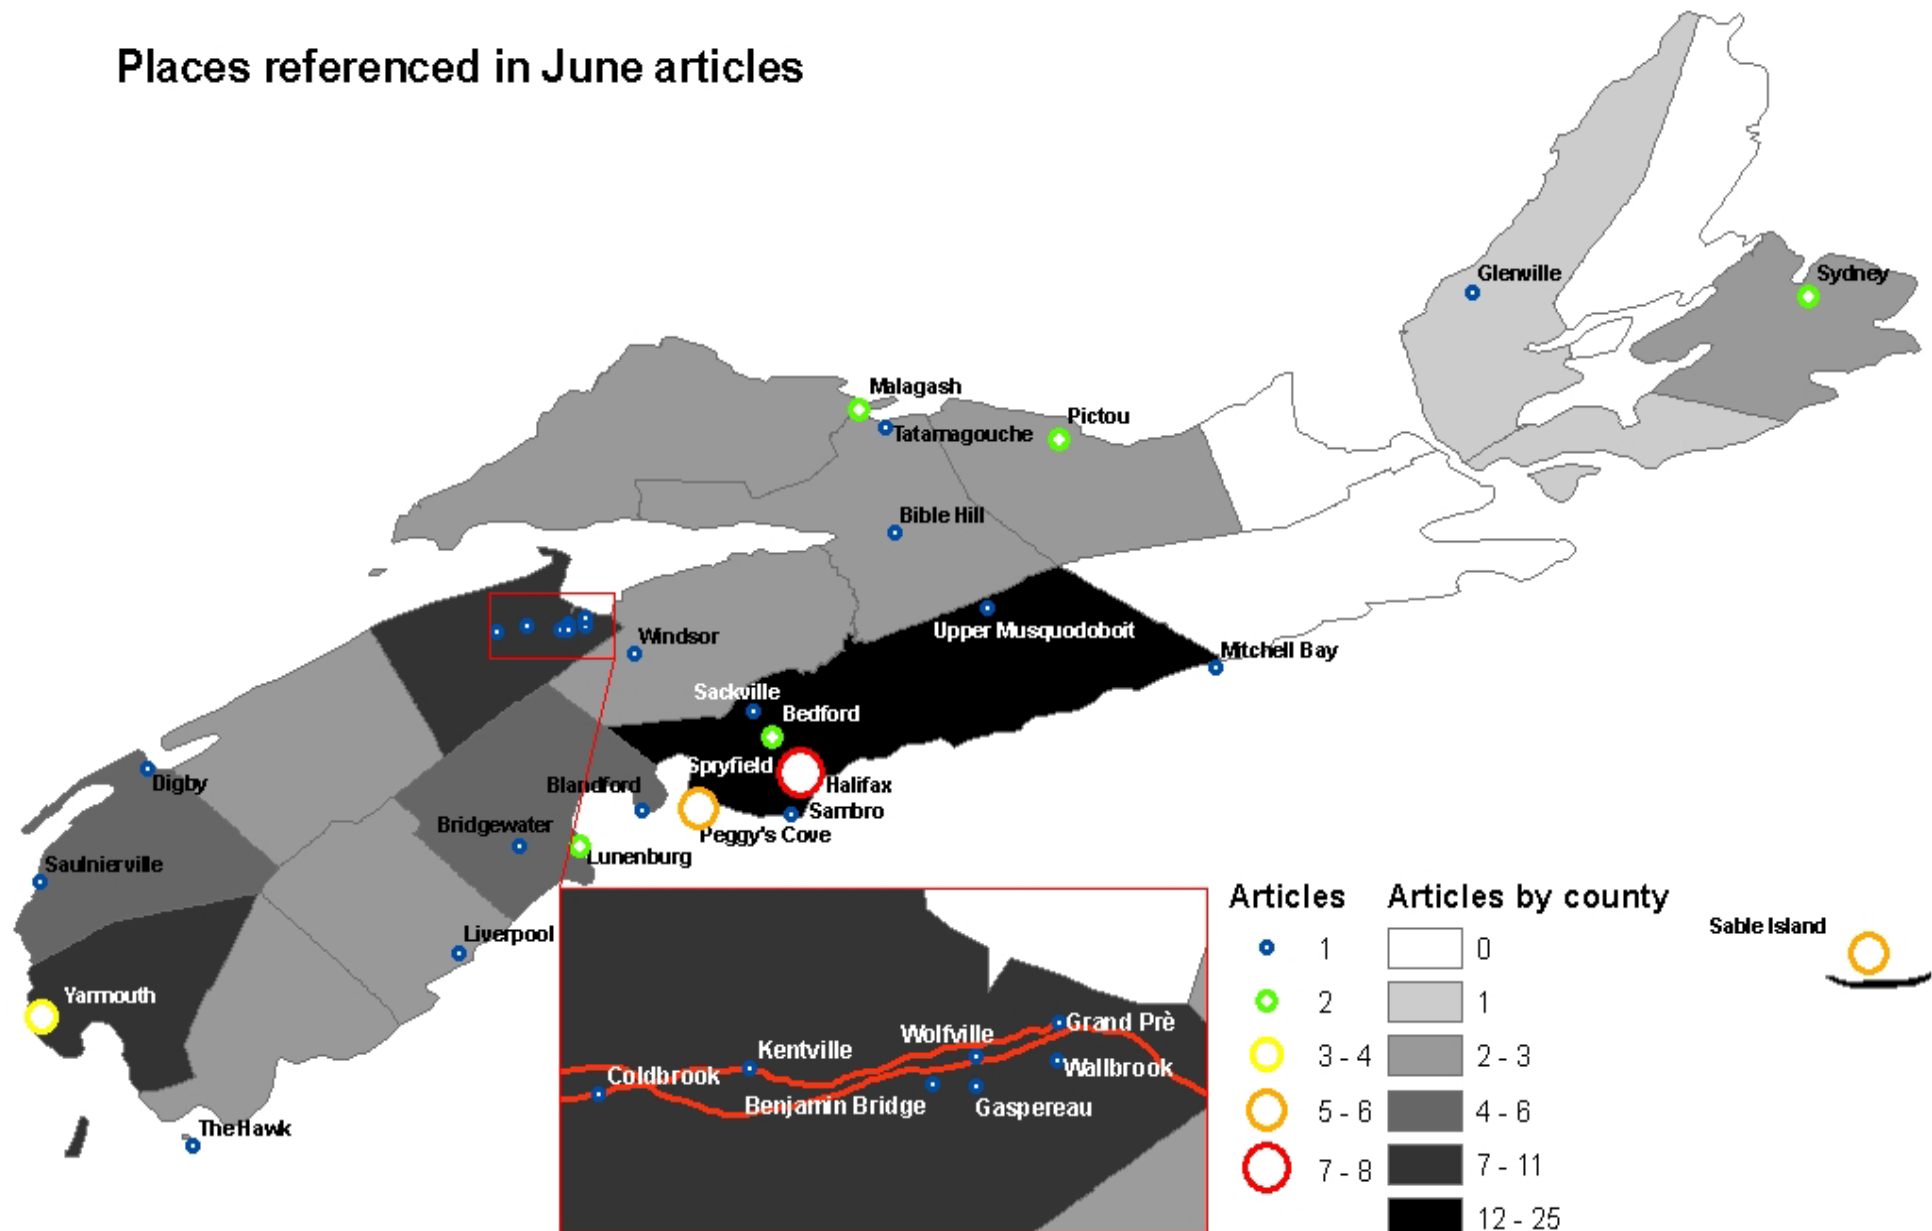 Places referenced in June articles
Glenville
Sydney
Malagash
Pictou
Tatamagouche
Bible Hill
Upper Musquodoboit
Windsor
Mitchell Bay
Sackville
Bedford
Spryfield
Halifax
Digby
Blandford
Sambro
Bridgewater
Peggy's Cove
Lunenburg
Saulnierville
Liverpool
Yarmouth
The Hawk
Sable Island
Grand Prè
Wolfville
Kentville
Wallbrook
Coldbrook
Benjamin Bridge
Gaspereau
Articles
1
2
3 - 4
5 - 6
7 - 8
Articles by county
0
1
2 - 3
4 - 6
7 - 11
12 - 25